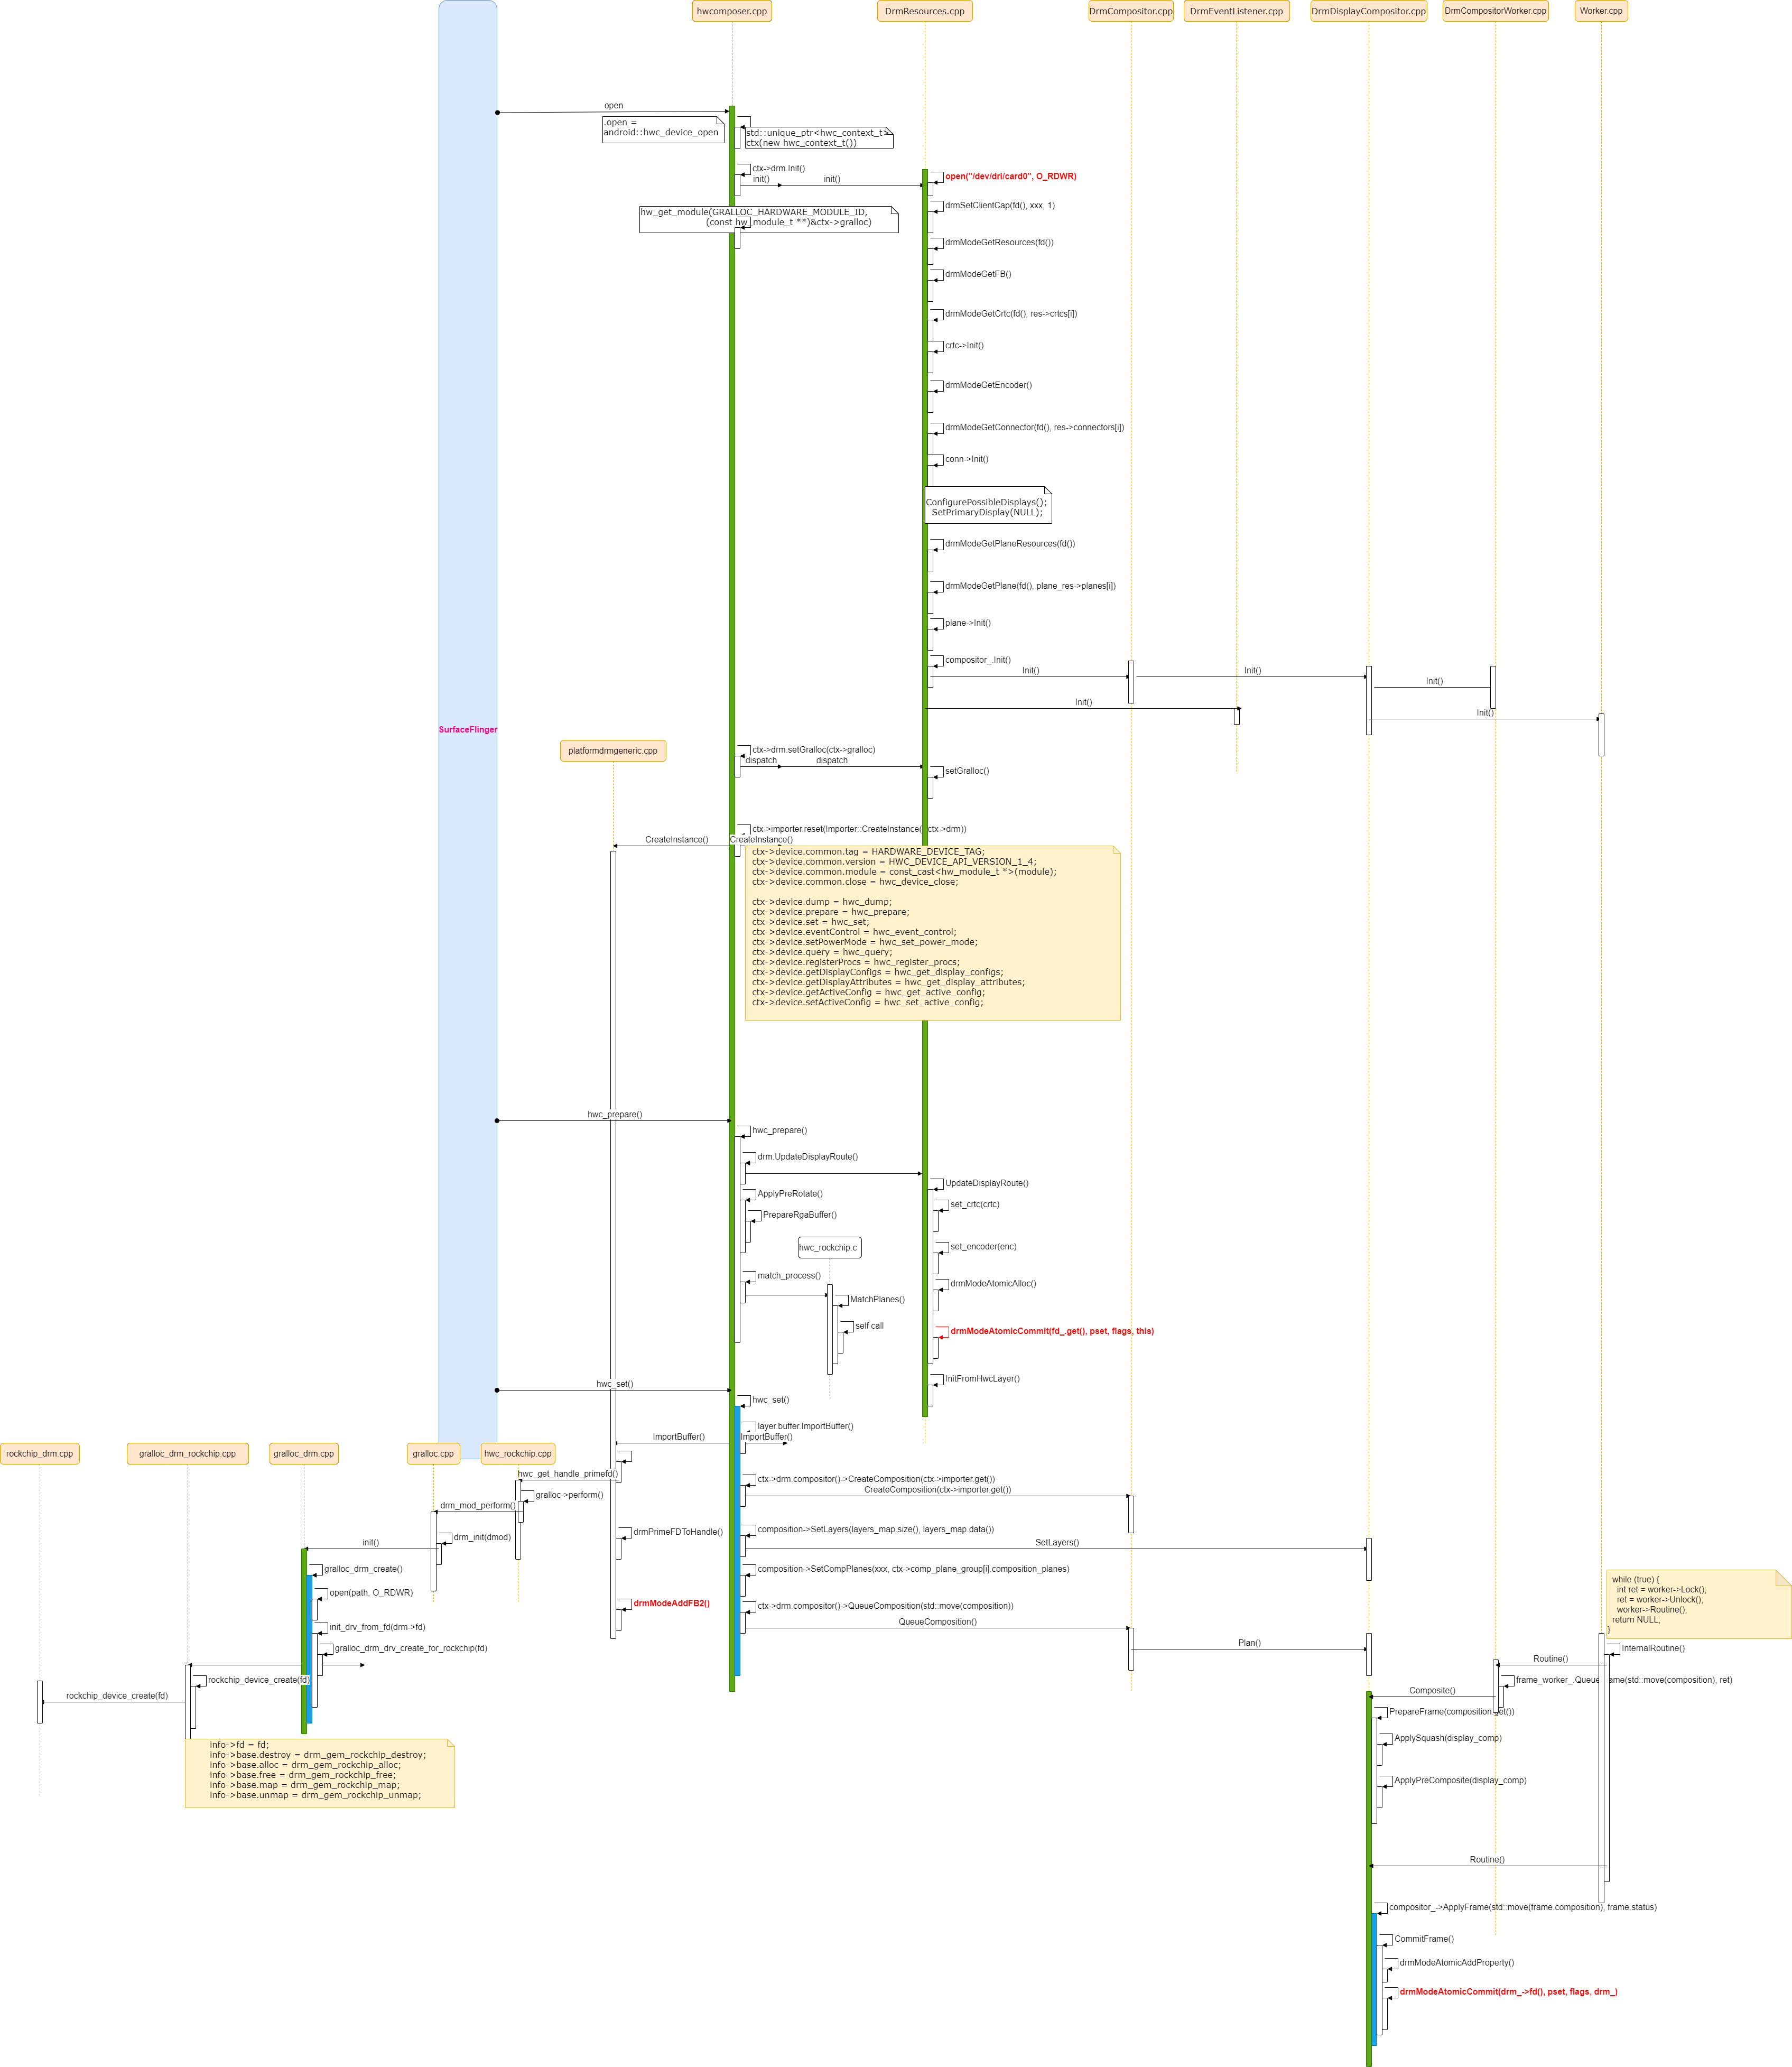 hwcomposer.cpp
DrmResources.cpp
DrmCompositor.cpp
DrmEventListener.cpp
DrmDisplayCompositor.cpp
DrmCompositorWorker.cpp
Worker.cpp
open
.open =
android::hwc_device_open
std::unique_ptr<hwc_context_t>
ctx(new hwc_context_t())
ctx->drm.Init()
init()
init()
open("/dev/dri/card0", O_RDWR)
drmSetClientCap(fd(), xxx, 1)
hw_get_module(GRALLOC_HARDWARE_MODULE_ID,
(const hw_module_t **)&ctx->gralloc)
drmModeGetResources(fd())
drmModeGetFB()
drmModeGetCrtc(fd(), res->crtcs[i])
crtc->Init()
drmModeGetEncoder()
drmModeGetConnector(fd(), res->connectors[i])
conn->Init()
ConfigurePossibleDisplays();
SetPrimaryDisplay(NULL);
drmModeGetPlaneResources(fd())
drmModeGetPlane(fd(), plane_res->planes[i])
plane->Init()
compositor_.Init()
Init()
Init()
Init()
Init()
Init()
SurfaceFlinger
platformdrmgeneric.cpp
ctx->drm.setGralloc(ctx->gralloc)
dispatch
dispatch
setGralloc()
ctx->importer.reset(Importer::CreateInstance(&ctx->drm))
CreateInstance()
CreateInstance()
ctx->device.common.tag = HARDWARE_DEVICE_TAG;
ctx->device.common.version = HWC_DEVICE_API_VERSION_1_4;
ctx->device.common.module = const_cast<hw_module_t *>(module);
ctx->device.common.close = hwc_device_close;
ctx->device.dump = hwc_dump;
ctx->device.prepare = hwc_prepare;
ctx->device.set = hwc_set;
ctx->device.eventControl = hwc_event_control;
ctx->device.setPowerMode = hwc_set_power_mode;
ctx->device.query = hwc_query;
ctx->device.registerProcs = hwc_register_procs;
ctx->device.getDisplayConfigs = hwc_get_display_configs;
ctx->device.getDisplayAttributes = hwc_get_display_attributes;
ctx->device.getActiveConfig = hwc_get_active_config;
ctx->device.setActiveConfig = hwc_set_active_config;
hwc_prepare()
hwc_prepare()
drm.UpdateDisplayRoute()
UpdateDisplayRoute()
ApplyPreRotate()
set_crtc(crtc)
PrepareRgaBuffer()
hwc_rockchip.c
set_encoder(enc)
match_process()
drmModeAtomicAlloc()
MatchPlanes()
self call
drmModeAtomicCommit(fd_.get(), pset, flags, this)
InitFromHwcLayer()
hwc_set()
hwc_set()
layer.buffer.ImportBuffer()
ImportBuffer()
ImportBuffer()
rockchip_drm.cpp
gralloc_drm_rockchip.cpp
gralloc_drm.cpp
gralloc.cpp
hwc_rockchip.cpp
hwc_get_handle_primefd()
ctx->drm.compositor()->CreateComposition(ctx->importer.get())
CreateComposition(ctx->importer.get())
gralloc->perform()
drm_mod_perform()
drmPrimeFDToHandle()
composition->SetLayers(layers_map.size(), layers_map.data())
drm_init(dmod)
init()
SetLayers()
gralloc_drm_create()
composition->SetCompPlanes(xxx, ctx->comp_plane_group[i].composition_planes)
open(path, O_RDWR)
drmModeAddFB2()
ctx->drm.compositor()->QueueComposition(std::move(composition))
QueueComposition()
while (true) {
int ret = worker->Lock();
ret = worker->Unlock();
worker->Routine();
return NULL;
}
init_drv_from_fd(drm->fd)
gralloc_drm_drv_create_for_rockchip(fd)
Plan()
InternalRoutine()
Routine()
rockchip_device_create(fd)
frame_worker_.QueueFrame(std::move(composition), ret)
rockchip_device_create(fd)
Composite()
PrepareFrame(composition.get())
ApplySquash(display_comp)
info->fd = fd;
info->base.destroy = drm_gem_rockchip_destroy;
info->base.alloc = drm_gem_rockchip_alloc;
info->base.free = drm_gem_rockchip_free;
info->base.map = drm_gem_rockchip_map;
info->base.unmap = drm_gem_rockchip_unmap;
ApplyPreComposite(display_comp)
Routine()
compositor_->ApplyFrame(std::move(frame.composition), frame.status)
CommitFrame()
drmModeAtomicAddProperty()
drmModeAtomicCommit(drm_->fd(), pset, flags, drm_)